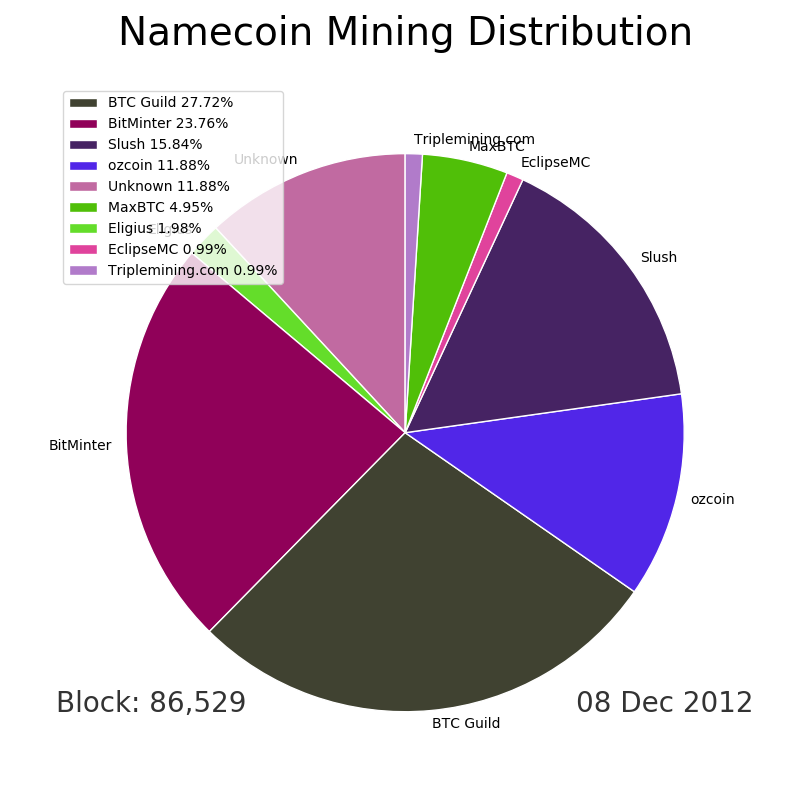 Namecoin Mining Distribution
BTC Guild 27.72%
BitMinter 23.76%
Slush 15.84%
ozcoin 11.88%
Unknown 11.88%
MaxBTC 4.95%
Eligius 1.98%
EclipseMC 0.99%
Triplemining.com 0.99%
Triplemining.com
MaxBTC
EclipseMC
Unknown
Slush
BitMinter
ozcoin
BTC Guild
Block: 86,529
08 Dec 2012